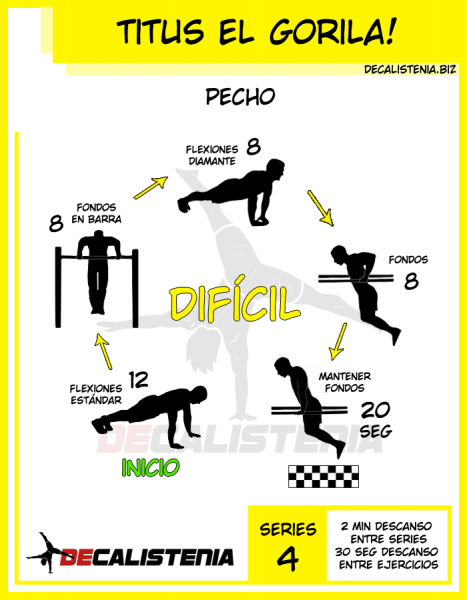 TITUS EL GORILA!
DECALISTENIA.BIZ
PECHO
FLEXIONES
DIAMANTE
8
FONDOS
EN BARRA
8
FONDOS
8
DIFÍCIL
FLEXIONES
ESTÁNDAR
12
MANTENER
FONDOS
20
SEG
DECALISTENIA
INICIO
DECALISTENIA
SERIES
4
2 MIN DESCANSO
ENTRE SERIES
30 SEG DESCANSO
ENTRE EJERCICIOS